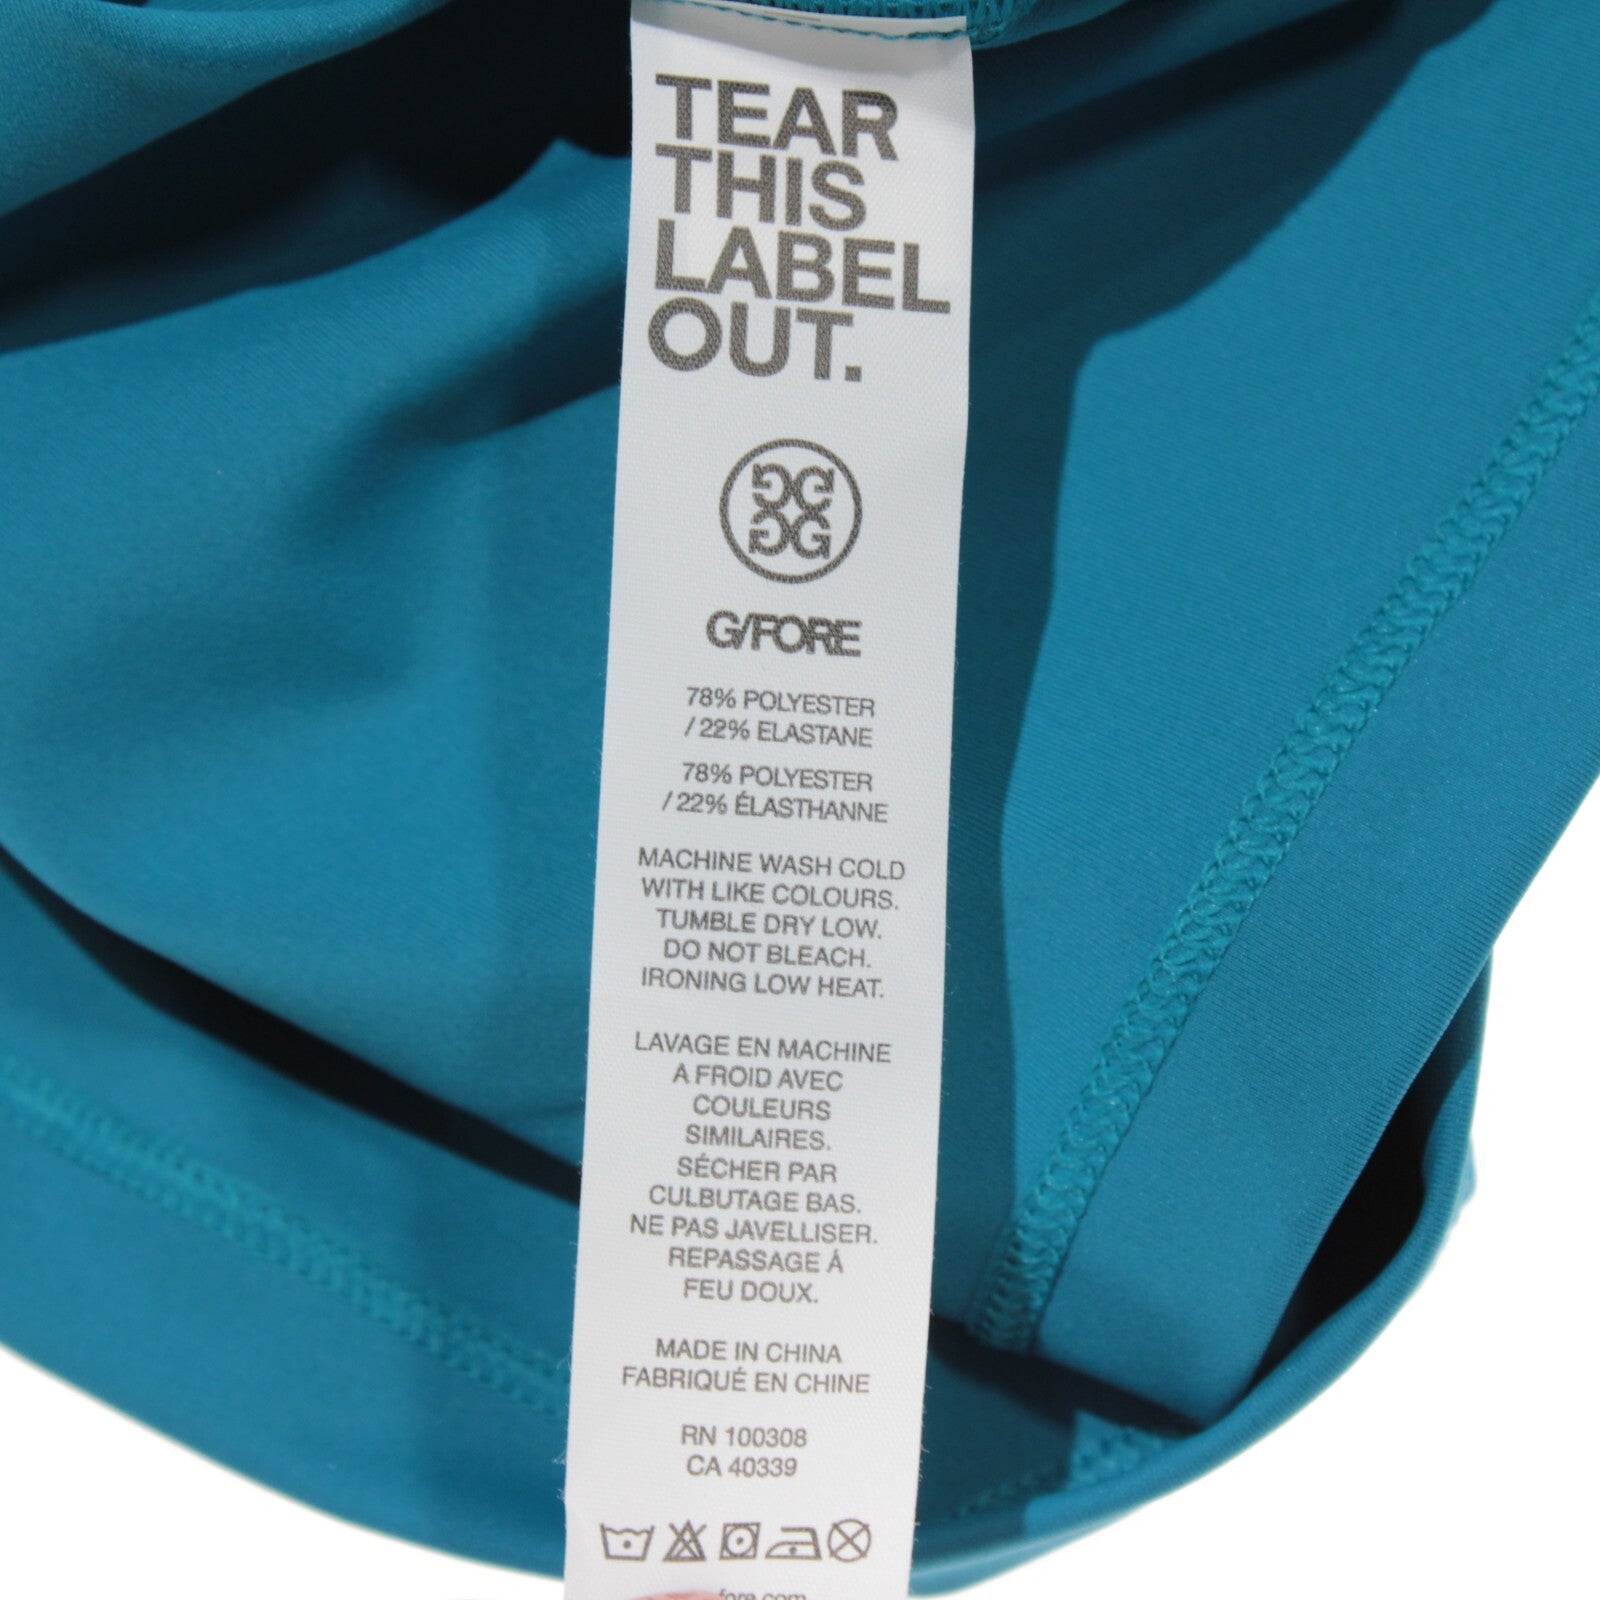 TEAR
THIS
LABEL
OUT.
G/FORE
78% POLYESTER
/ 22% ELASTANE
78% POLYESTER
/ 22% ÉLASTHANNE
MACHINE WASH COLD
WITH LIKE COLOURS.
TUMBLE DRY LOW.
DO NOT BLEACH.
IRONING LOW HEAT.
LAVAGE EN MACHINE
À FROID AVEC
COULEURS
SIMILAIRES.
SÉCHER PAR
CULBUTAGE BAS.
NE PAS JAVELLISER.
REPASSAGE À
FEU DOUX.
MADE IN CHINA
FABRIQUÉ EN CHINE
RN 100308
CA 40339
fore.com